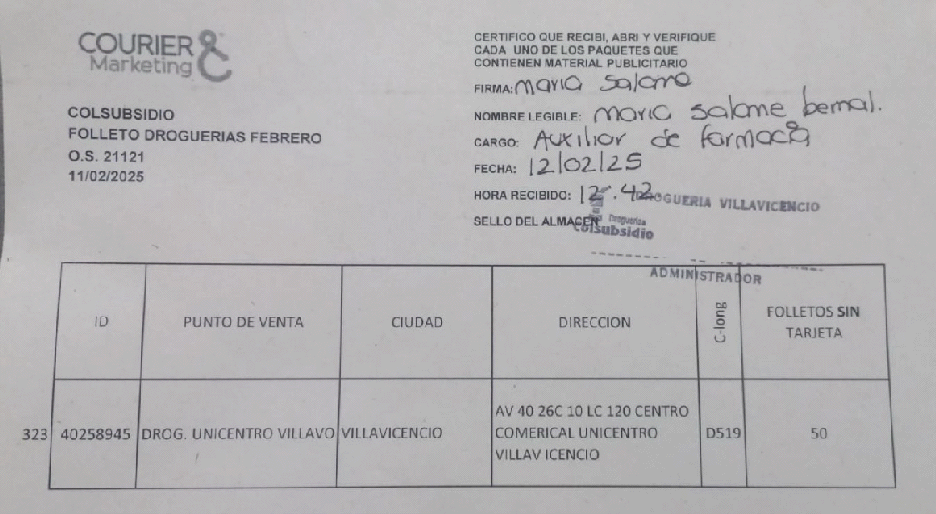 COURIER &
Marketing
COLSUBSIDIO
FOLLETO DROGUERIAS FEBRERO
O.S. 21121
11/02/2025
CERTIFICO QUE RECIBI, ABRI Y VERIFIQUE
CADA UNO DE LOS PAQUETES QUE
CONTIENEN MATERIAL PUBLICITARIO
FIRMA: Maria Salome
NOMBRE LEGIBLE: maria salome bernal.
CARGO: Auxiliar de farmacia
FECHA: 12/02/25
HORA RECIBIDO: 12:42 DROGUERIA VILLAVICENCIO
SELLO DEL ALMACEN Droguerías
colsubsidio
ADMINISTRADOR
ID PUNTO DE VENTA CIUDAD DIRECCION C-long FOLLETOS SIN
TARJETA
323 40258945 DROG. UNICENTRO VILLAVO VILLAVICENCIO AV 40 26C 10 LC 120 CENTRO
COMERICAL UNICENTRO
VILLAV ICENCIO D519 50